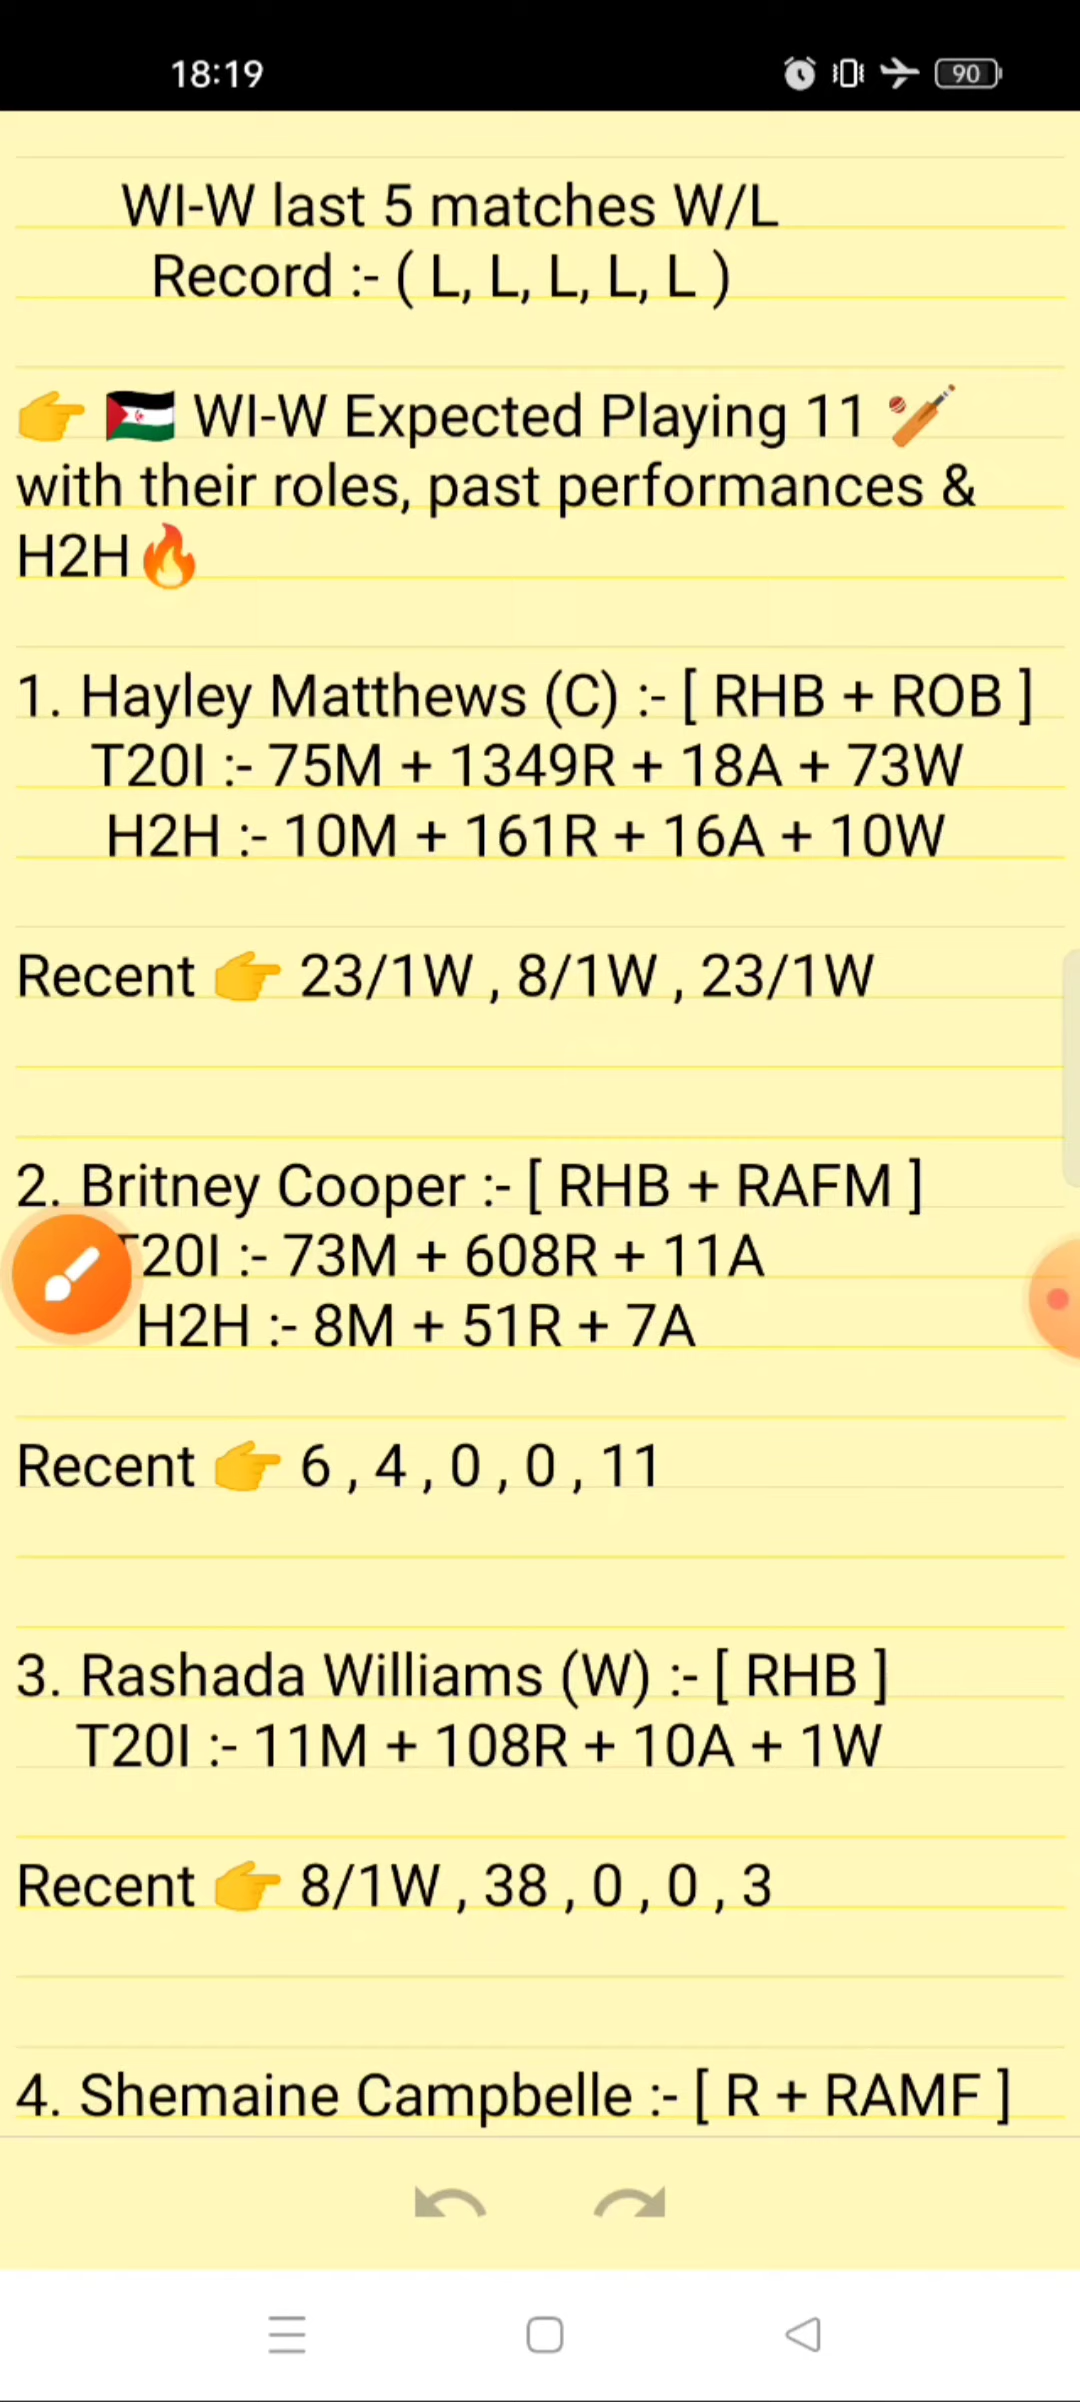 18:19
90
WI-W last 5 matches W/L
Record :- ( L, L, L, L, L )
👉 🇪🇭 WI-W Expected Playing 11 🏏
with their roles, past performances &
H2H🔥
1. Hayley Matthews (C) :- [ RHB + ROB ]
T20I :- 75M + 1349R + 18A + 73W
H2H :- 10M + 161R + 16A + 10W
Recent 👉 23/1W , 8/1W , 23/1W
2. Britney Cooper :- [ RHB + RAFM ]
T20I :- 73M + 608R + 11A
H2H :- 8M + 51R + 7A
Recent 👉 6 , 4 , 0 , 0 , 11
3. Rashada Williams (W) :- [ RHB ]
T20I :- 11M + 108R + 10A + 1W
Recent 👉 8/1W , 38 , 0 , 0 , 3
4. Shemaine Campbelle :- [ R + RAMF ]